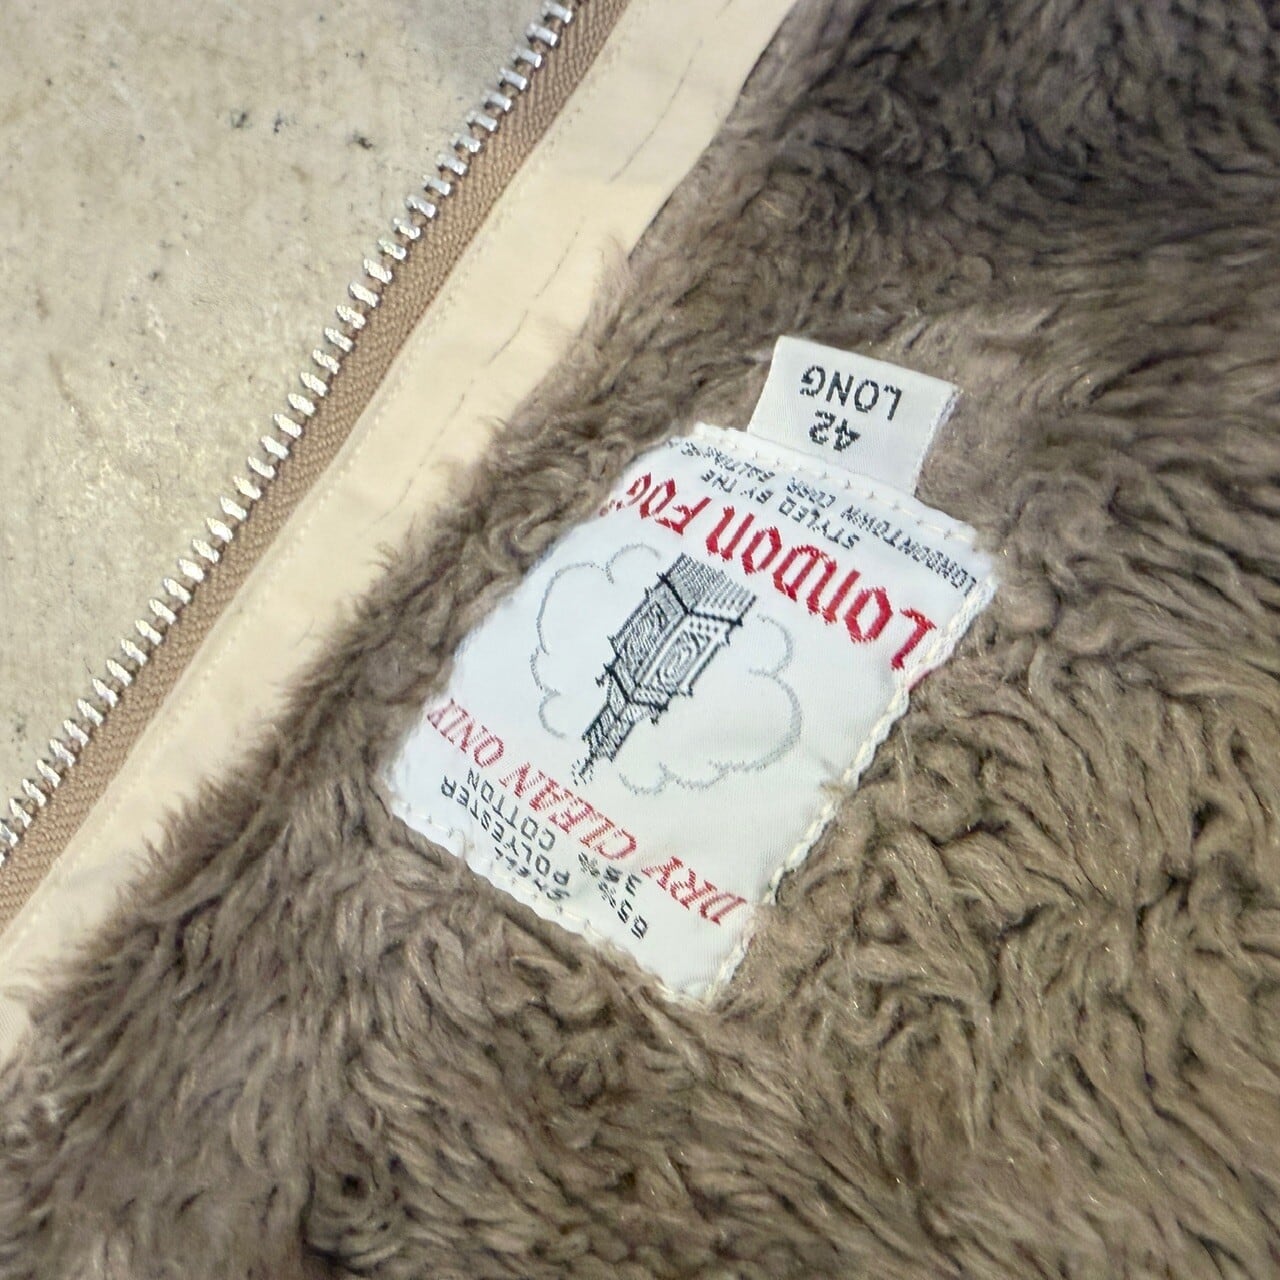 42
LONG
STYLED BY THE
LONDONTOWN CORP. BALTIMORE
LONDON FOG®
DRY CLEAN ONLY
SHELL
65% POLYESTER
35% COTTON